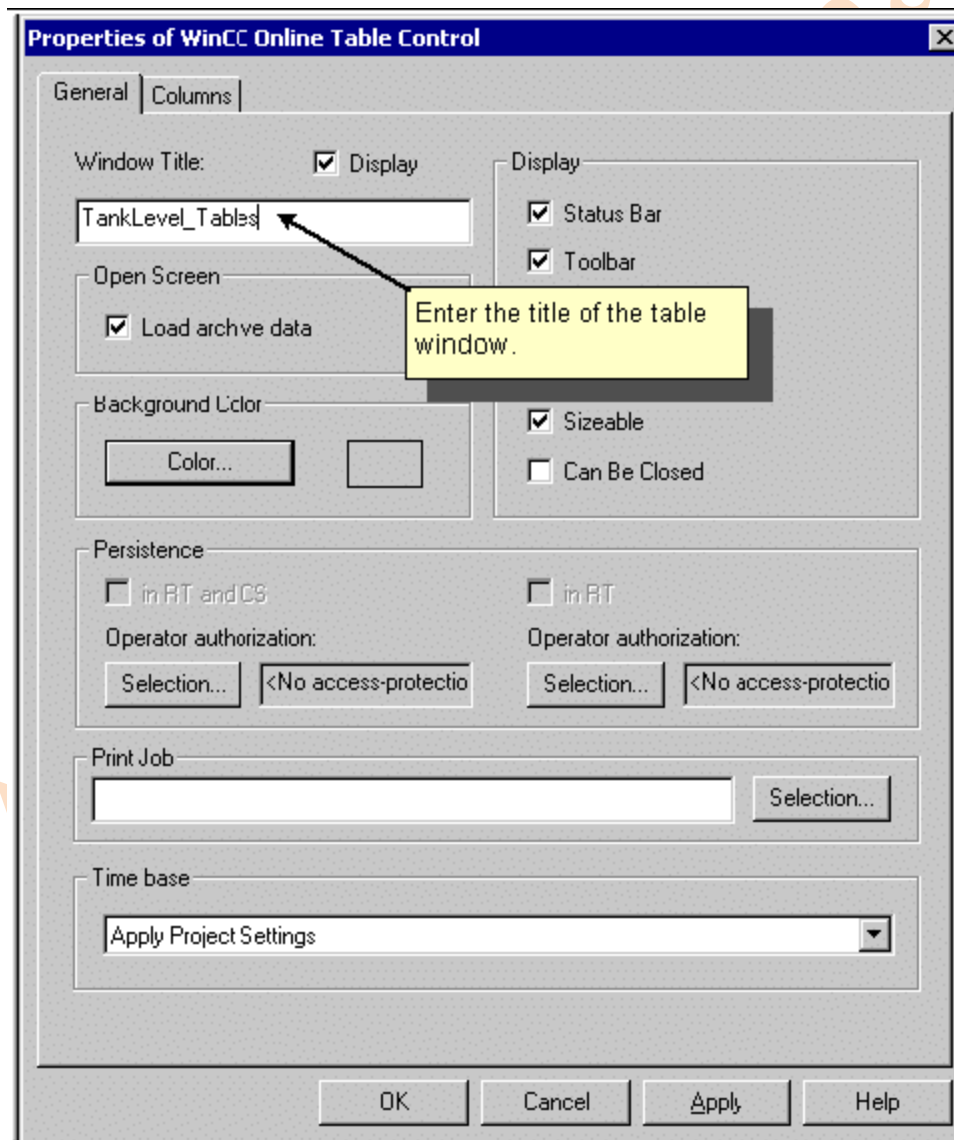 Properties of WinCC Online Table Control
General Columns
Window Title: Display
TankLevel_Tables
Display
Status Bar
Toolbar
Open Screen
Load archve data
Enter the title of the table
window.
Background Color
Color...
Sizeable
Can Be Closed
Persistence
in RT and CS
in RT
Operator authorization:
Operator authorization:
Selection... <No access-protectio
Selection... <No access-protectio
Print Job
Selection...
Time base
Apply Project Settings
OK Cancel Apply Help